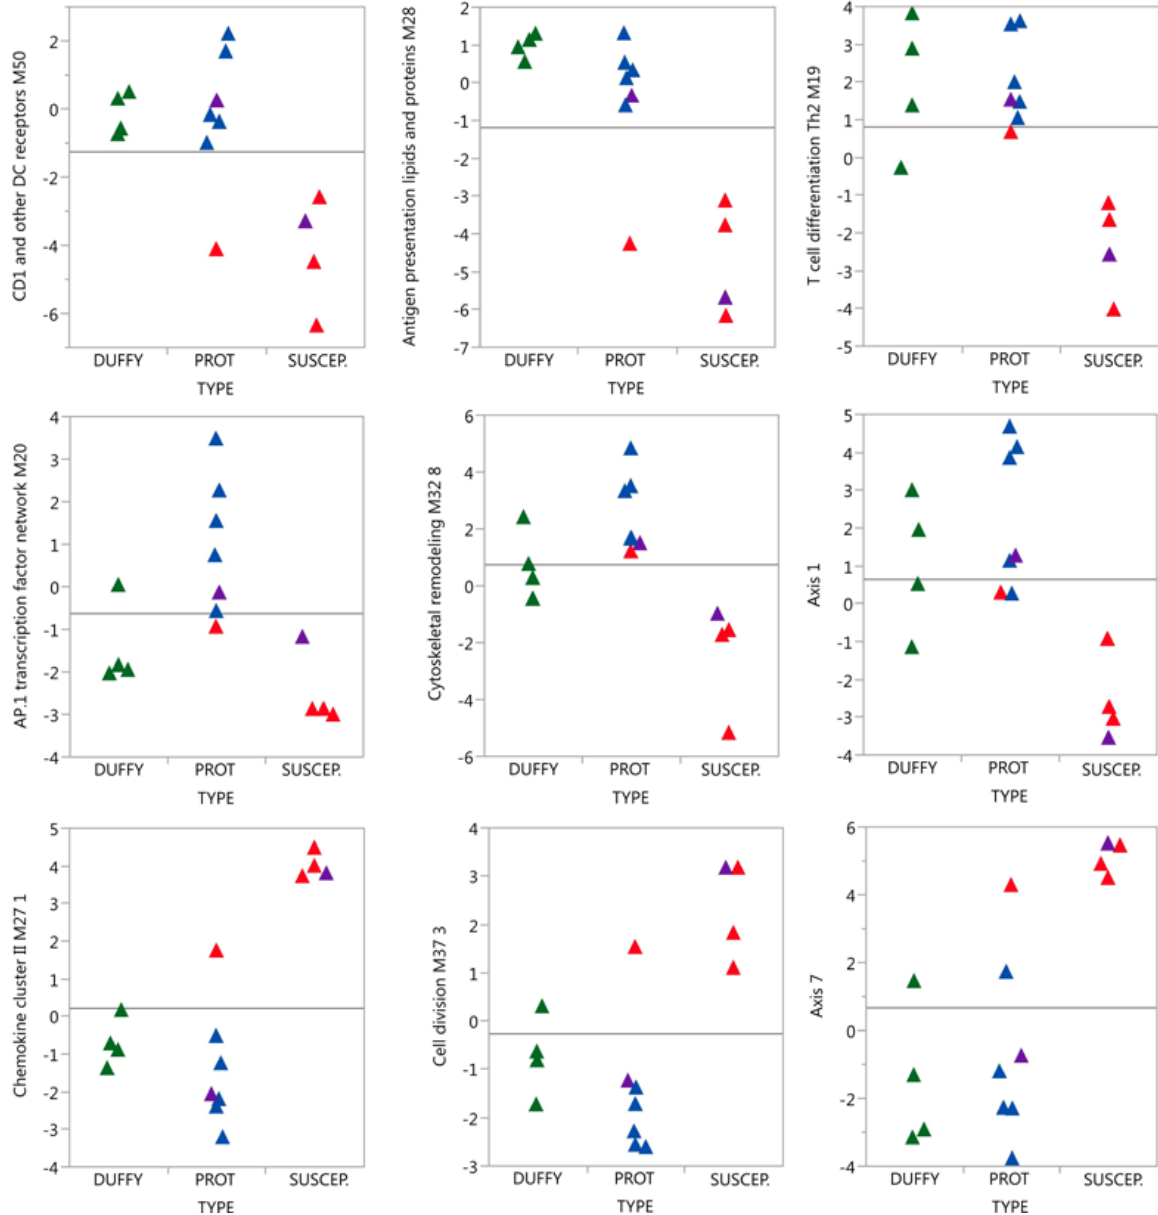 CD1 and other DC receptors M50
2
0
-2
-4
-6
DUFFY PROT SUSCEP.
TYPE
Antigen presentation lipids and proteins M28
2
1
0
-1
-2
-3
-4
-5
-6
-7
DUFFY PROT SUSCEP.
TYPE
T cell differentiation Th2 M19
4
3
2
1
0
-1
-2
-3
-4
-5
DUFFY PROT SUSCEP.
TYPE
AP.1 transcription factor network M20
4
3
2
1
0
-1
-2
-3
-4
DUFFY PROT SUSCEP.
TYPE
Cytoskeletal remodeling M32 8
6
4
2
0
-2
-4
-6
DUFFY PROT SUSCEP.
TYPE
Axis 1
5
4
3
2
1
0
-1
-2
-3
-4
DUFFY PROT SUSCEP.
TYPE
Chemokine cluster II M27 1
5
4
3
2
1
0
-1
-2
-3
-4
DUFFY PROT SUSCEP.
TYPE
Cell division M37 3
4
3
2
1
0
-1
-2
-3
DUFFY PROT SUSCEP.
TYPE
Axis 7
6
4
2
0
-2
-4
DUFFY PROT SUSCEP.
TYPE